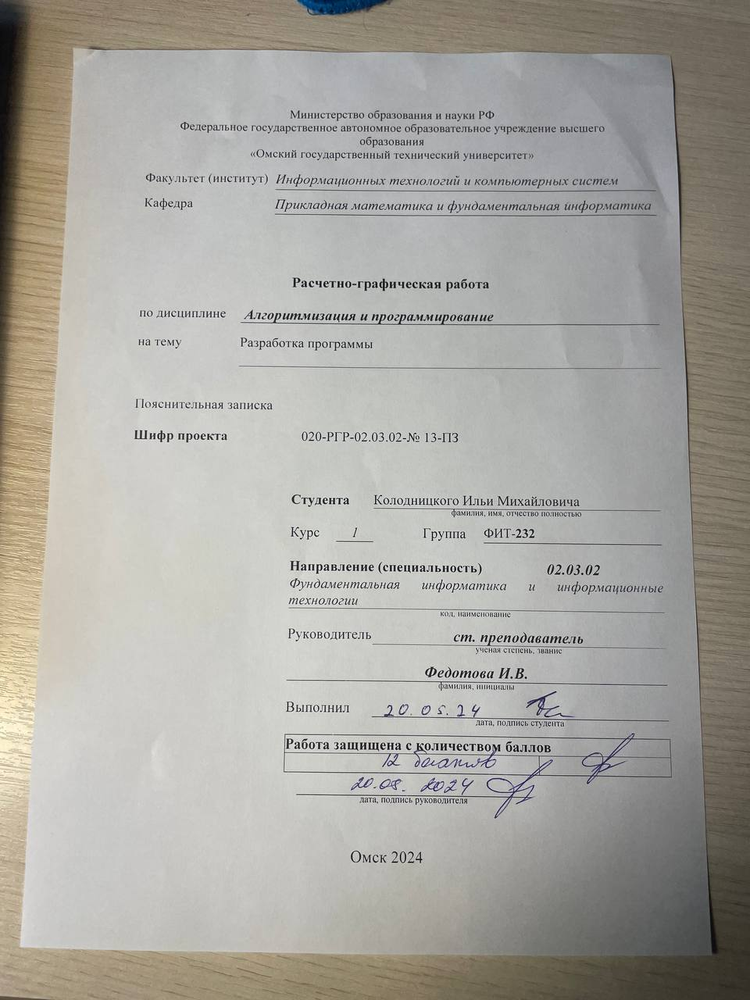 Министерство образования и науки РФ
Федеральное государственное автономное образовательное учреждение высшего
образования
«Омский государственный технический университет»
Факультет (институт) Информационных технологий и компьютерных систем
Кафедра Прикладная математика и фундаментальная информатика
Расчетно-графическая работа
по дисциплине Алгоритмизация и программирование
на тему Разработка программы
Пояснительная записка
Шифр проекта 020-РГР-02.03.02-№ 13-ПЗ
Студента Колодницкого Ильи Михайловича
фамилия, имя, отчество полностью
Курс 1 Группа ФИТ-232
Направление (специальность) 02.03.02
Фундаментальная информатика и информационные
технологии
код, наименование
Руководитель ст. преподаватель
ученая степень, звание
Федотова И.В.
фамилия, инициалы
Выполнил 20.05.24
дата, подпись студента
Работа защищена с количеством баллов
12 баллов
20.05. 2024
дата, подпись руководителя
Омск 2024